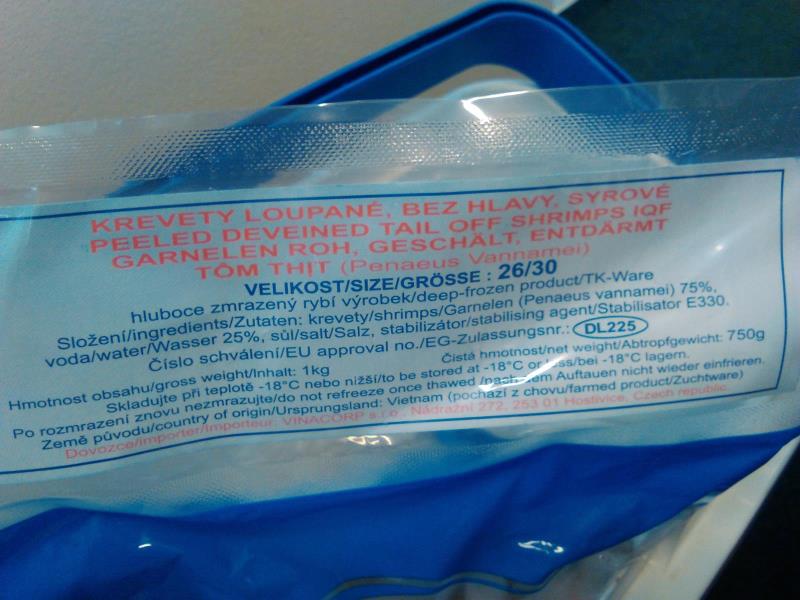 KREVETY LOUPANÉ, BEZ HLAVY, SYROVÉ
PEELED DEVEINED TAIL OFF SHRIMPS IQF
GARNELEN ROH, GESCHÄLT, ENTDÄRMT
TÔM THỊT (Penaeus Vannamei)
VELIKOST/SIZE/GRÖSSE : 26/30
hluboce zmrazený rybí výrobek/deep-frozen product/TK-Ware
Složení/ingredients/Zutaten: krevety/shrimps/Garnelen (Penaeus vannamei) 75%,
voda/water/Wasser 25%, sůl/salt/Salz, stabilizátor/stabilising agent/Stabilisator E330.
Číslo schválení/EU approval no./EG-Zulassungsnr.: DL225
Hmotnost obsahu/gross weight/Inhalt: 1kg Čistá hmotnost/net weight/Abtropfgewicht: 750g
Skladujte při teplotě -18°C nebo nižší/to be stored at -18°C or less/bei -18°C lagern.
Po rozmrazení znovu nezmrazujte/do not refreeze once thawed /nach dem Auftauen nicht wieder einfrieren.
Země původu/country of origin/Ursprungsland: Vietnam (pochází z chovu/farmed product/Zuchtware)
Dovozce/importer/Importeur: VINACORP s.r.o., Nádražní 272, 253 01 Hostivice, Czech republic.